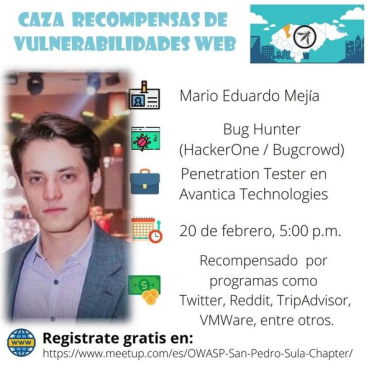 CAZA RECOMPENSAS DE
VULNERABILIDADES WEB
Mario Eduardo Mejía
Bug Hunter
(HackerOne / Bugcrowd)
Penetration Tester en
Avantica Technologies
20 de febrero, 5:00 p.m.
Recompensado por
programas como
Twitter, Reddit, TripAdvisor,
VMWare, entre otros.
WWW
Registrate gratis en:
https://www.meetup.com/es/OWASP-San-Pedro-Sula-Chapter/